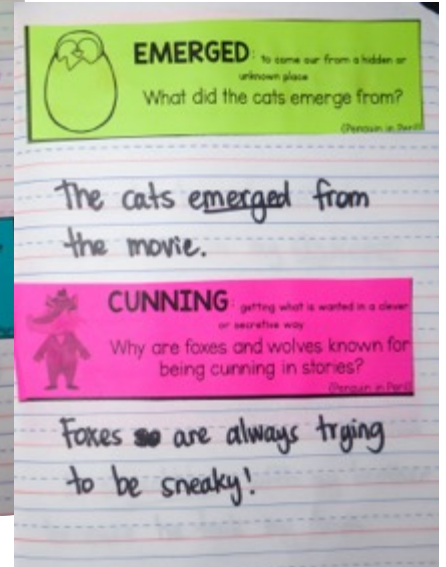 EMERGED: to come our from a hidden or
unknown place
What did the cats emerge from?
(Penguin in Peril)
The cats emerged from
the movie.
CUNNING: getting what is wanted in a clever
or secretive way
Why are foxes and wolves known for
being cunning in stories?
(Penguin in Peril)
Foxes are always trying
to be sneaky!